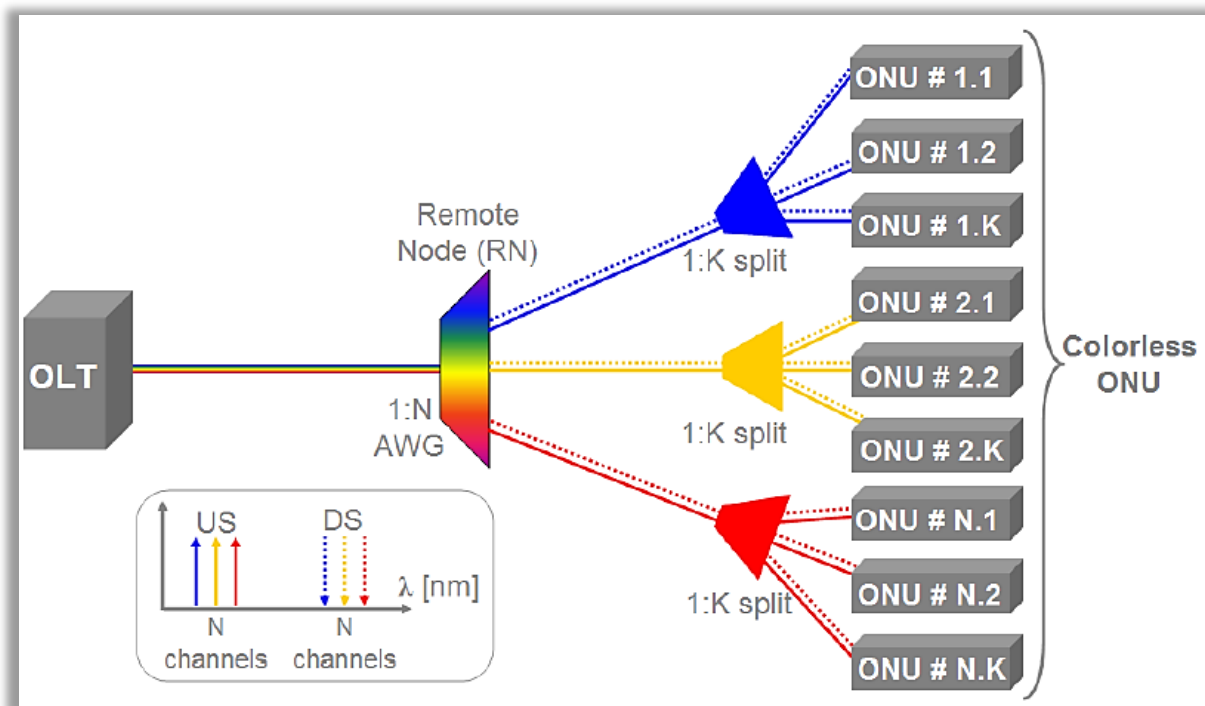 OLT
Remote
Node (RN)
1:N
AWG
1:K split
1:K split
1:K split
ONU # 1.1
ONU # 1.2
ONU # 1.K
ONU # 2.1
ONU # 2.2
ONU # 2.K
ONU # N.1
ONU # N.2
ONU # N.K
Colorless
ONU
US
DS
λ [nm]
N
channels
N
channels